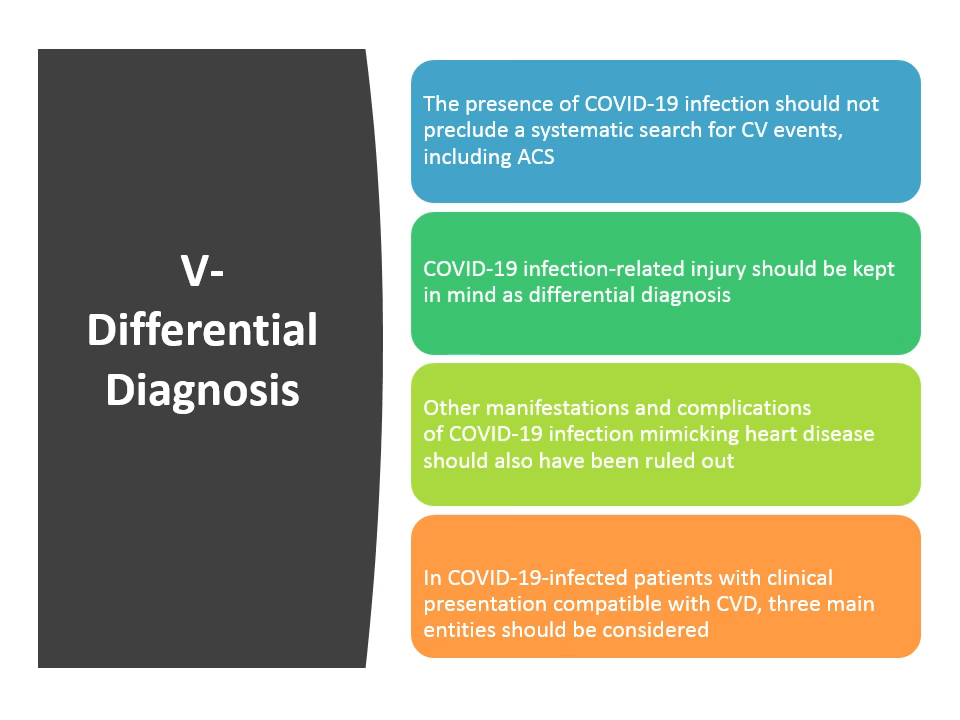 V-
Differential
Diagnosis
The presence of COVID-19 infection should not
preclude a systematic search for CV events,
including ACS
COVID-19 infection-related injury should be kept
in mind as differential diagnosis
Other manifestations and complications
of COVID-19 infection mimicking heart disease
should also have been ruled out
In COVID-19-infected patients with clinical
presentation compatible with CVD, three main
entities should be considered